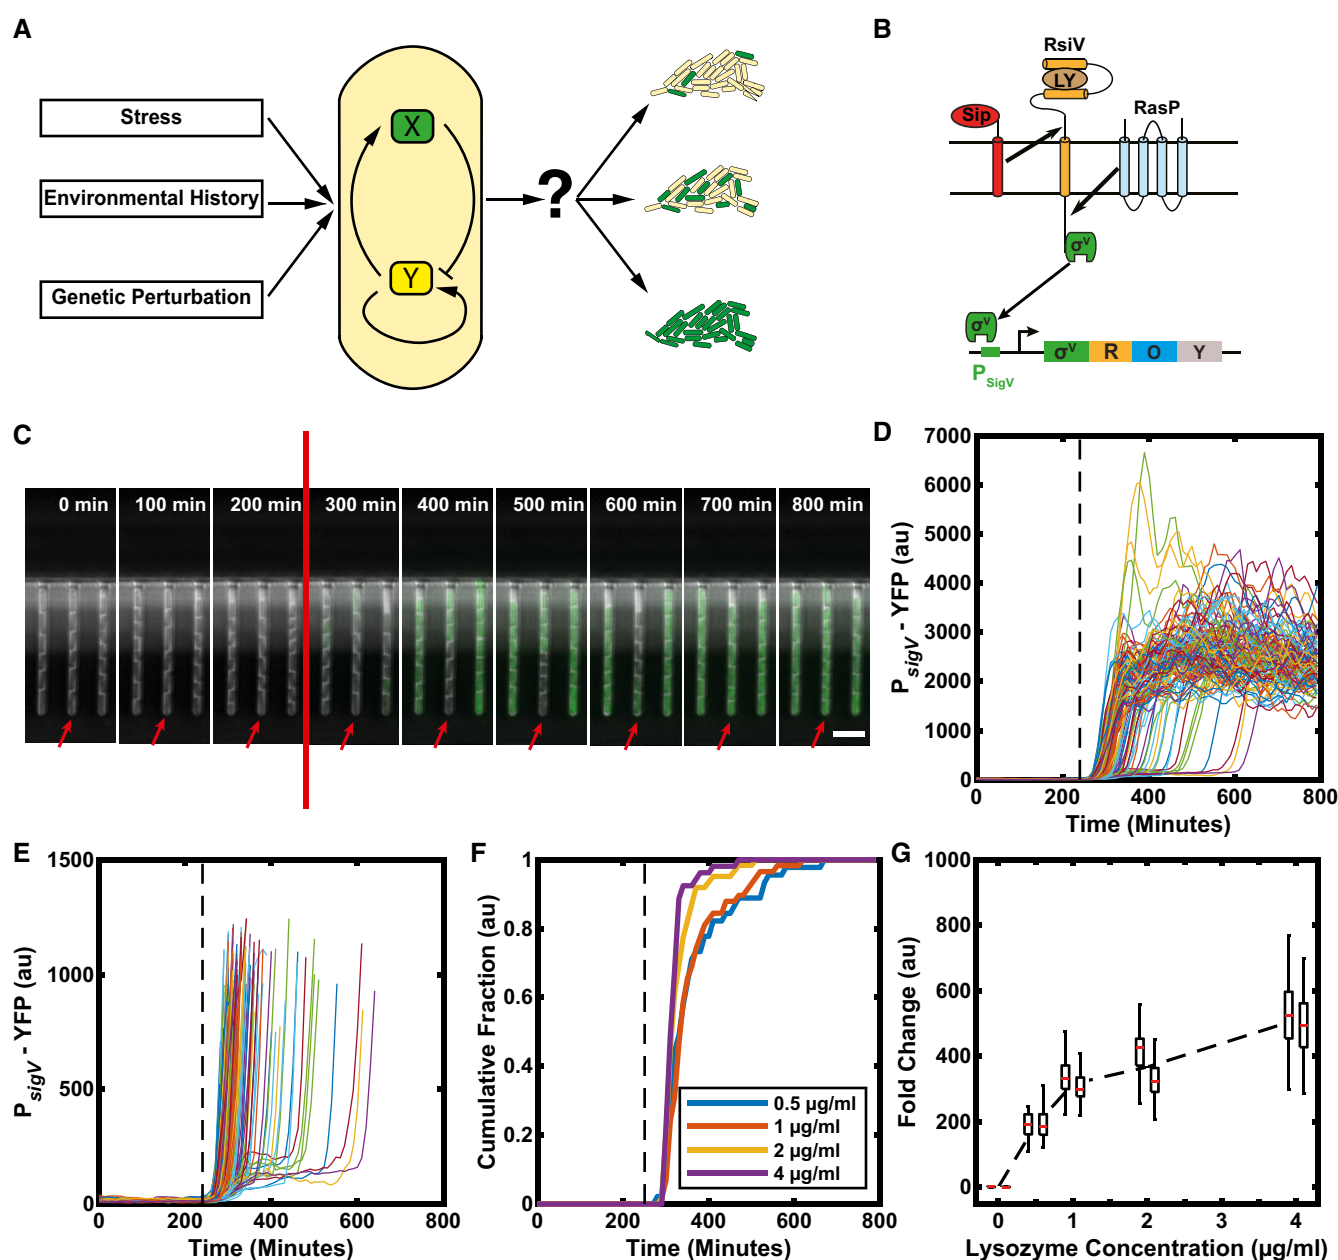 A
Stress
Environmental History
Genetic Perturbation
X
Y
?
B
RsiV
LY
Sip
RasP
σV
σV
PSigV
σV R O Y
C
0 min 100 min 200 min 300 min 400 min 500 min 600 min 700 min 800 min
D
7000
6000
5000
4000
3000
2000
1000
0
PsigV - YFP (au)
0 200 400 600 800
Time (Minutes)
E
1500
1000
500
0
PsigV - YFP (au)
0 200 400 600 800
Time (Minutes)
F
1
0.8
0.6
0.4
0.2
0
Cumulative Fraction (au)
0.5 µg/ml
1 µg/ml
2 µg/ml
4 µg/ml
0 200 400 600 800
Time (Minutes)
G
1000
800
600
400
200
0
Fold Change (au)
0 1 2 3 4
Lysozyme Concentration (µg/ml)